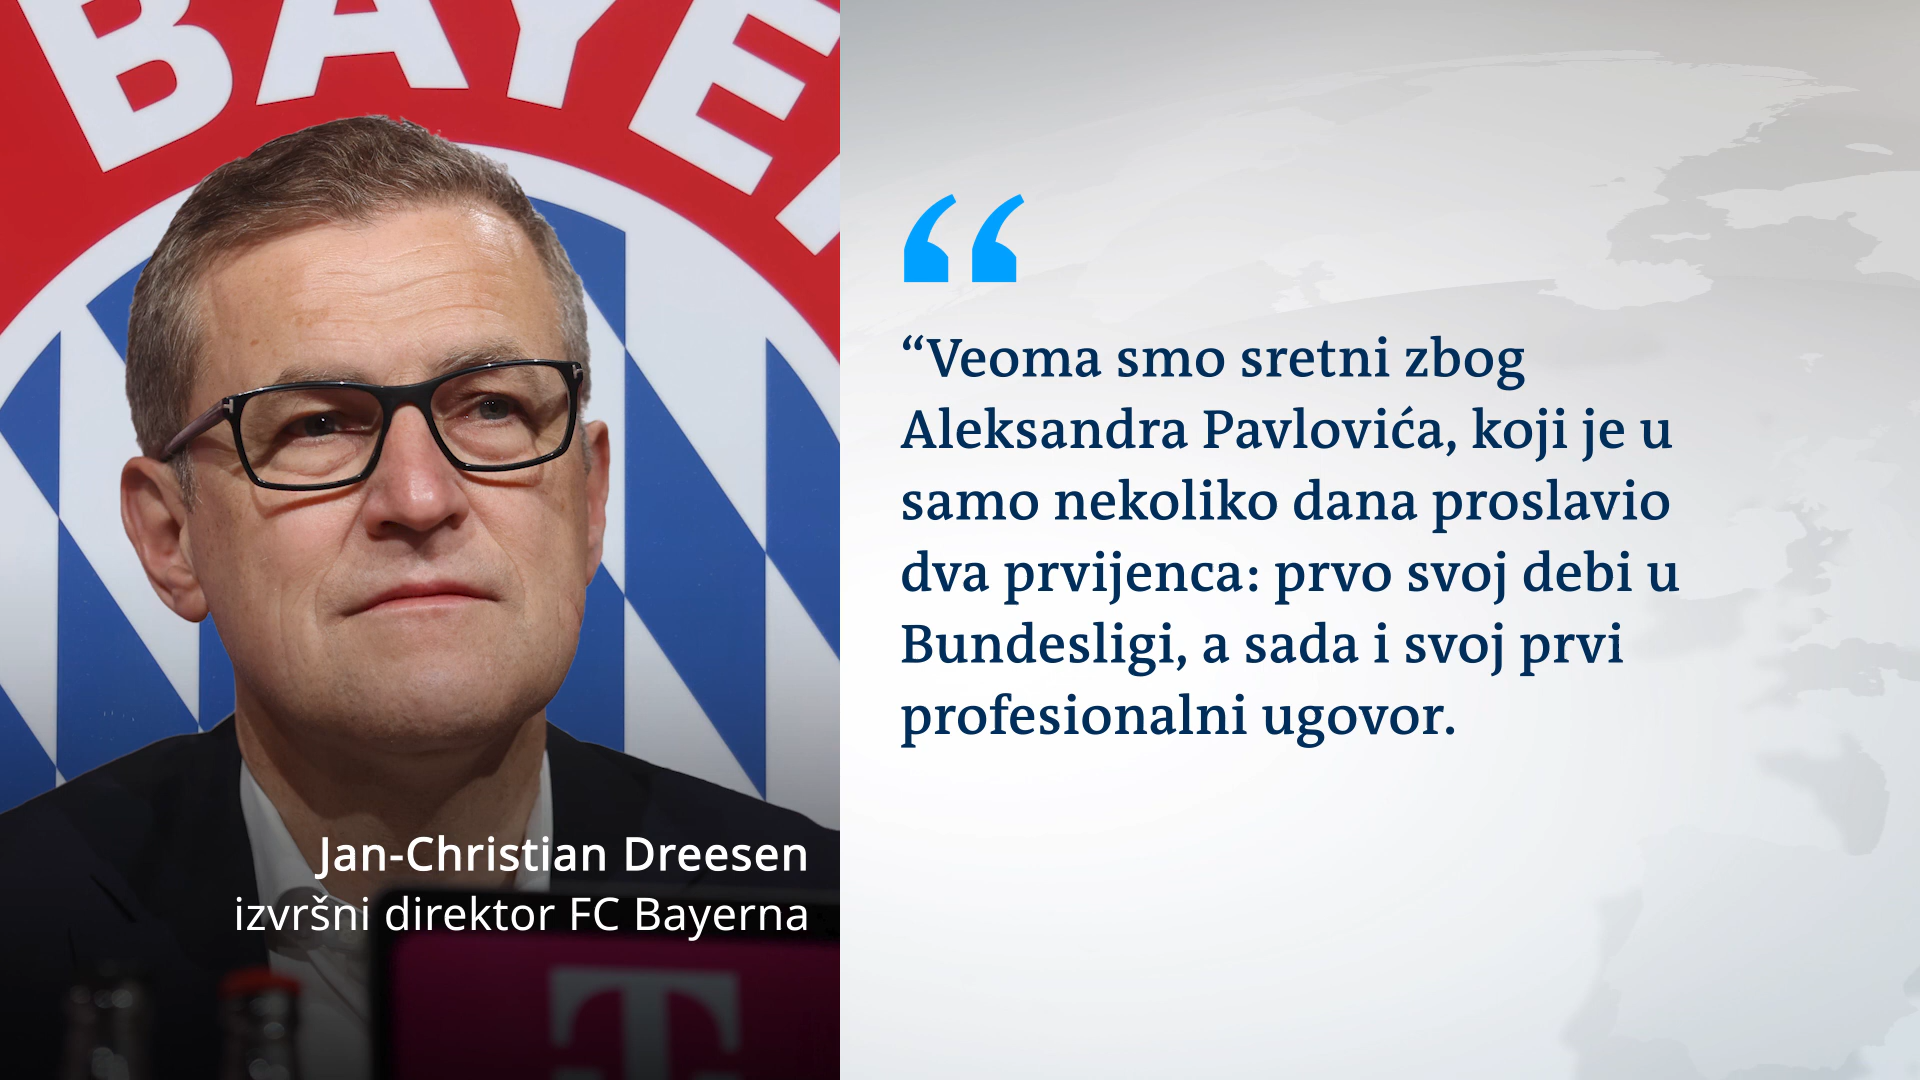 BAYE
“Veoma smo sretni zbog
Aleksandra Pavlovića, koji je u
samo nekoliko dana proslavio
dva prvijenca: prvo svoj debi u
Bundesligi, a sada i svoj prvi
profesionalni ugovor.
Jan-Christian Dreesen
izvršni direktor FC Bayerna
T